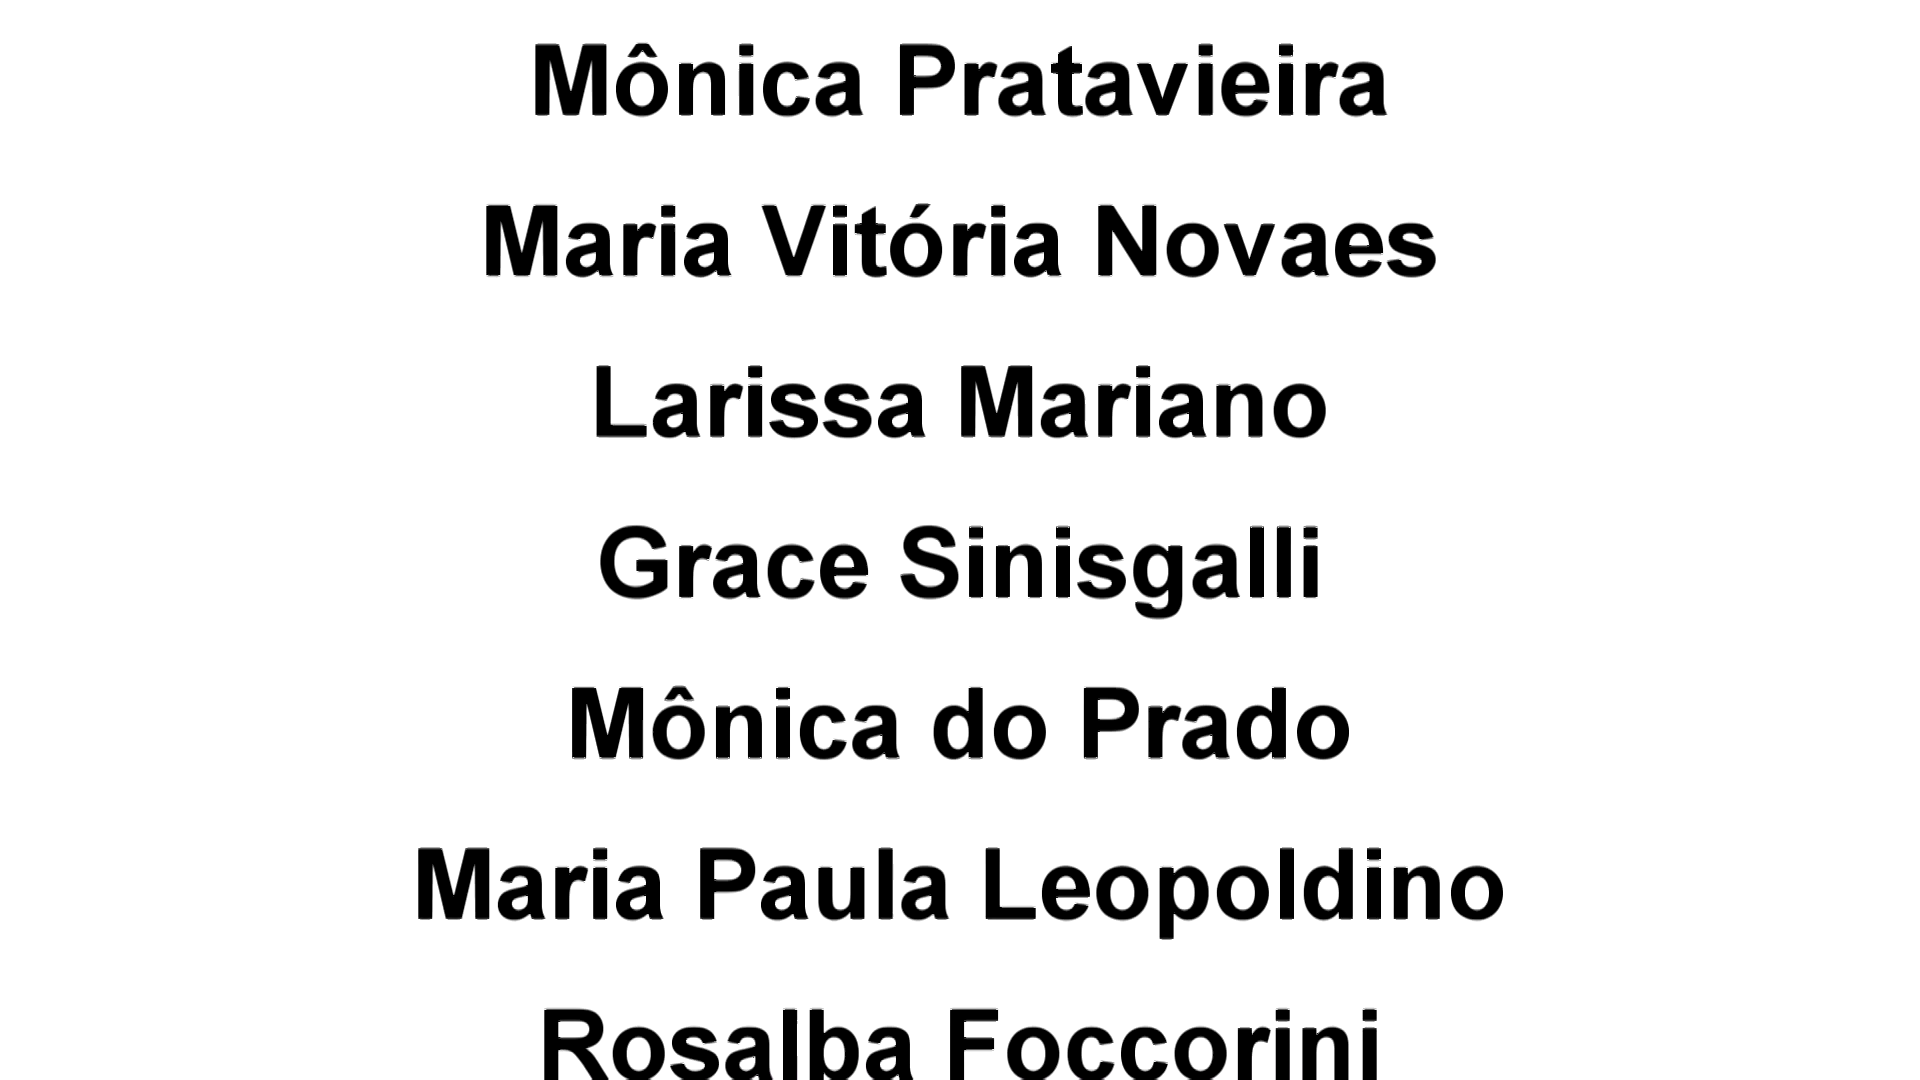 Mônica Pratavieira
Maria Vitória Novaes
Larissa Mariano
Grace Sinisgalli
Mônica do Prado
Maria Paula Leopoldino
Rosalba Foccorini